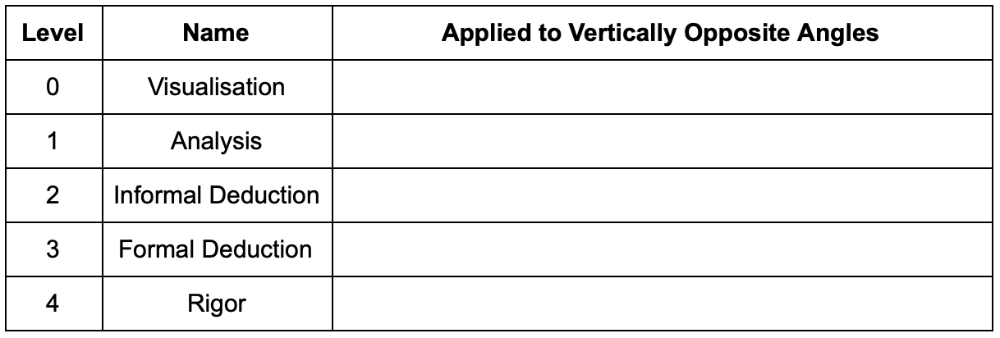 Level Name Applied to Vertically Opposite Angles
0 Visualisation
1 Analysis
2 Informal Deduction
3 Formal Deduction
4 Rigor